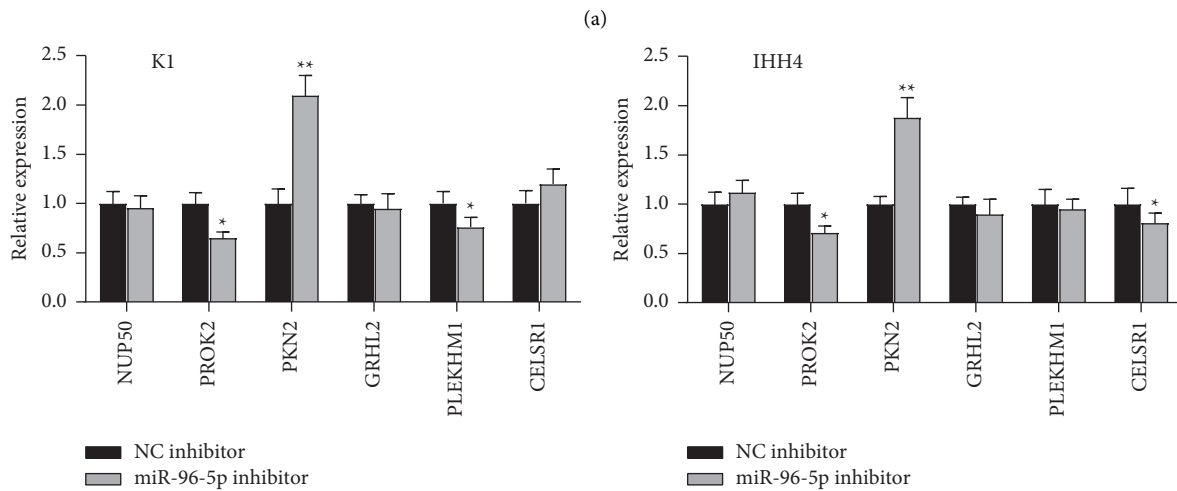 (a)
K1
Relative expression
2.5
2.0
1.5
1.0
0.5
0.0
**
*
*
NUP50
PROK2
PKN2
GRHL2
PLEKHM1
CELSR1
NC inhibitor
miR-96-5p inhibitor
IHH4
Relative expression
2.5
2.0
1.5
1.0
0.5
0.0
**
*
*
NUP50
PROK2
PKN2
GRHL2
PLEKHM1
CELSR1
NC inhibitor
miR-96-5p inhibitor